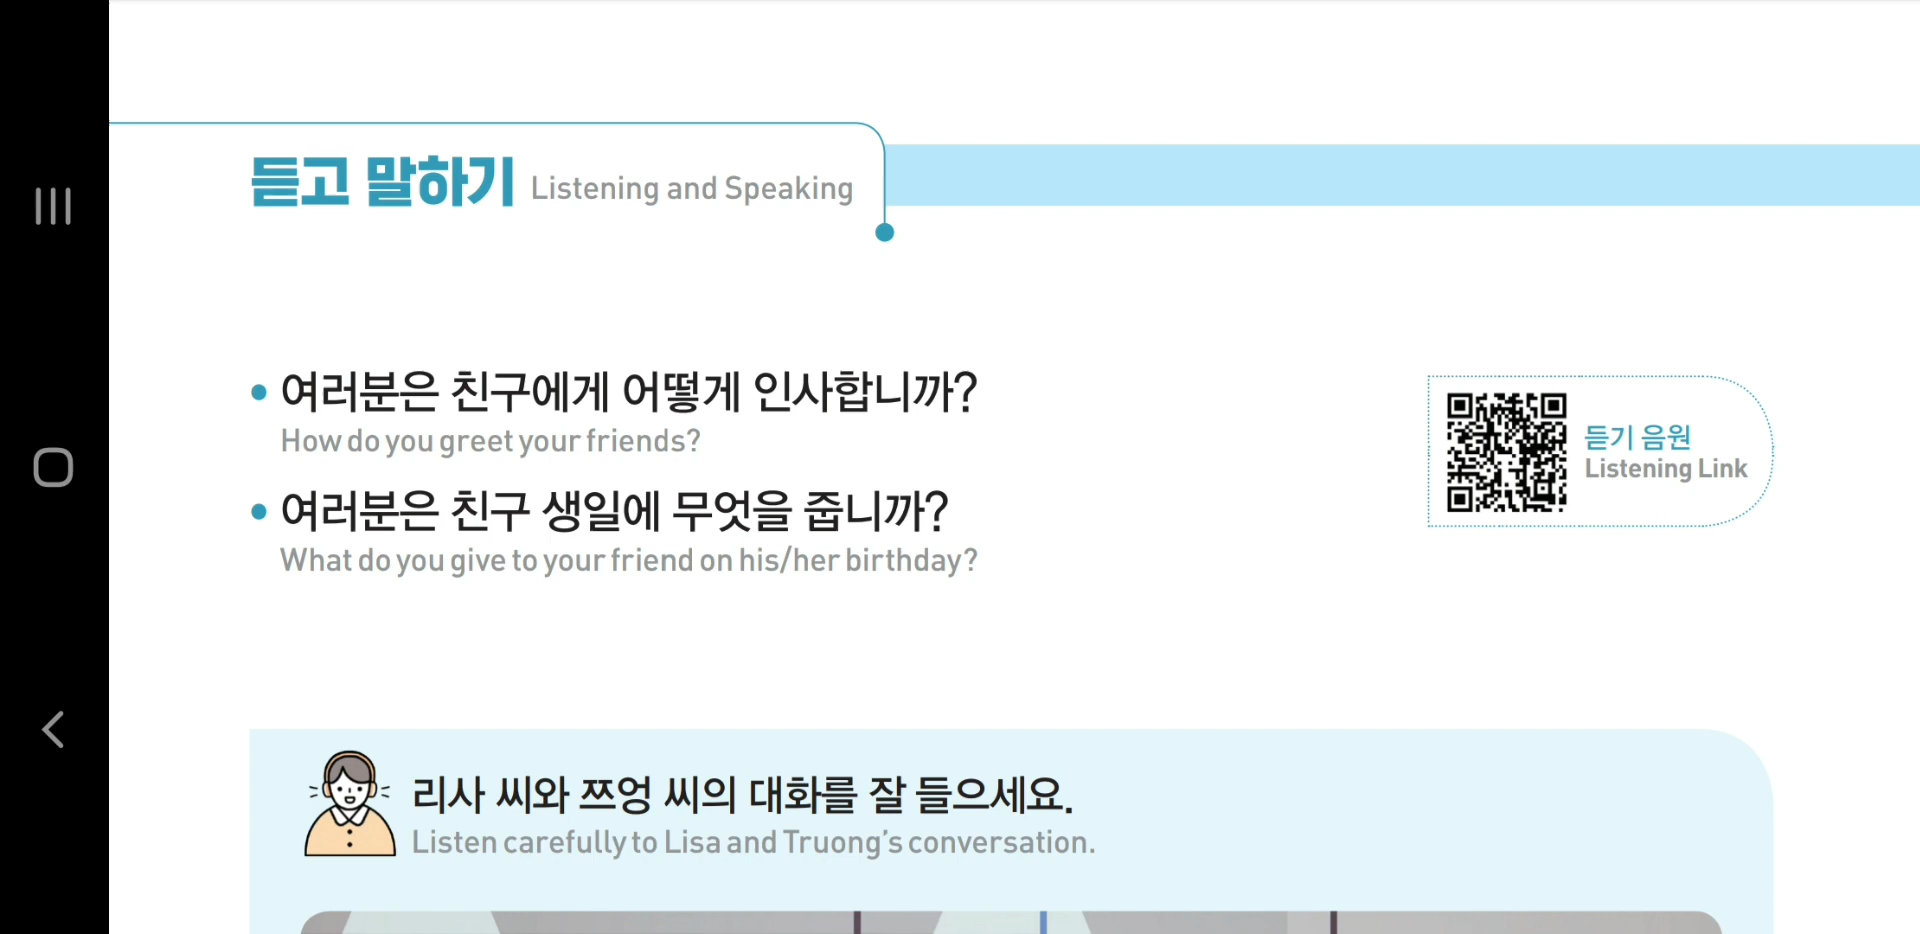 듣고 말하기 Listening and Speaking
여러분은 친구에게 어떻게 인사합니까?
How do you greet your friends?
여러분은 친구 생일에 무엇을 줍니까?
What do you give to your friend on his/her birthday?
듣기 음원
Listening Link
리사 씨와 쯔엉 씨의 대화를 잘 들으세요.
Listen carefully to Lisa and Truong's conversation.